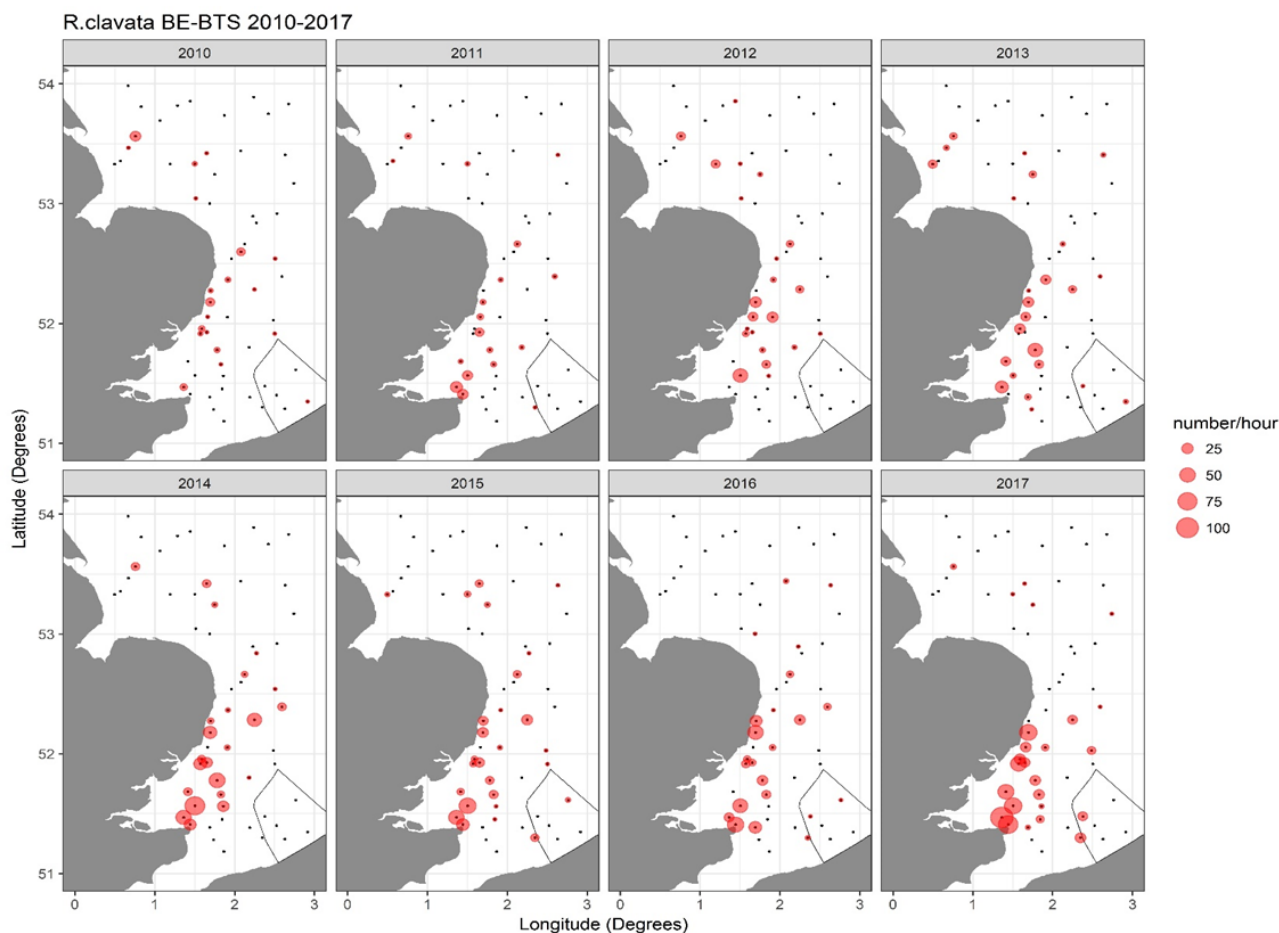 R.clavata BE-BTS 2010-2017
2010 2011 2012 2013
54
53
52
51
2014 2015 2016 2017
54
53
52
51
0 1 2 3 0 1 2 3 0 1 2 3 0 1 2 3
Latitude (Degrees)
Longitude (Degrees)
number/hour
25
50
75
100